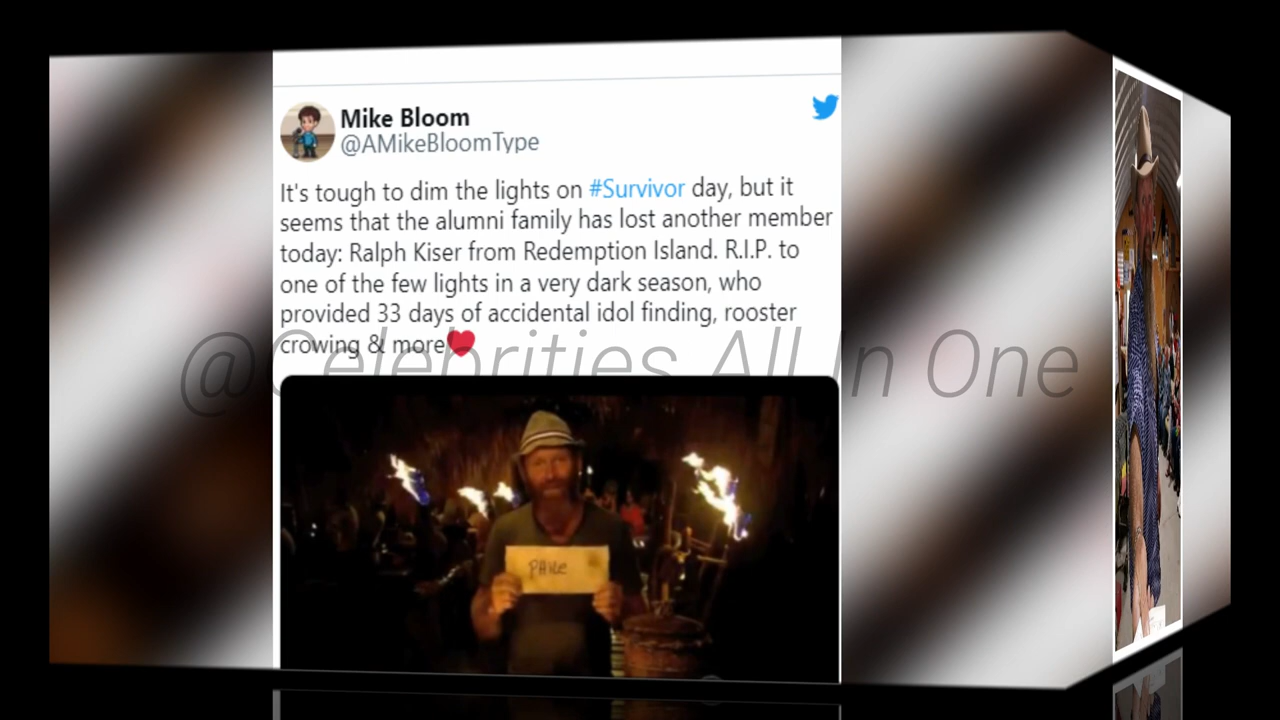 Mike Bloom
@AMikeBloomType
It's tough to dim the lights on #Survivor day, but it
seems that the alumni family has lost another member
today: Ralph Kiser from Redemption Island. R.I.P. to
one of the few lights in a very dark season, who
provided 33 days of accidental idol finding, rooster
crowing & more❤️
@Celebrities All In One